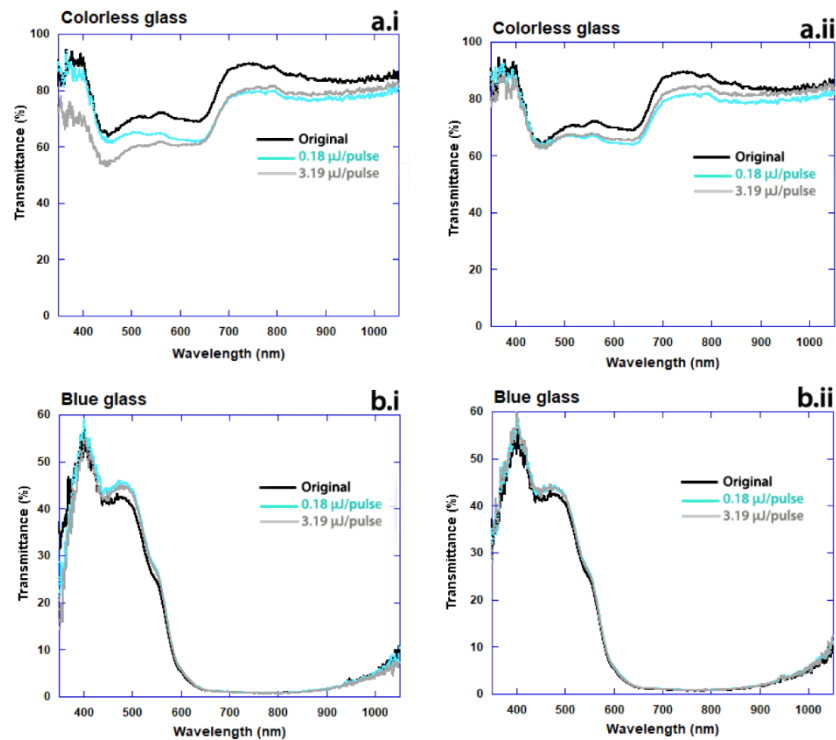 Colorless glass
a.i
100
80
60
40
20
0
Transmittance (%)
Original
0.18 µJ/pulse
3.19 µJ/pulse
400 500 600 700 800 900 1000
Wavelength (nm)
Colorless glass
a.ii
100
80
60
40
20
0
Transmittance (%)
Original
0.18 µJ/pulse
3.19 µJ/pulse
400 500 600 700 800 900 1000
Wavelength (nm)
Blue glass
b.i
60
50
40
30
20
10
0
Transmittance (%)
Original
0.18 µJ/pulse
3.19 µJ/pulse
400 500 600 700 800 900 1000
Wavelength (nm)
Blue glass
b.ii
60
50
40
30
20
10
0
Transmittance (%)
Original
0.18 µJ/pulse
3.19 µJ/pulse
400 500 600 700 800 900 1000
Wavelength (nm)